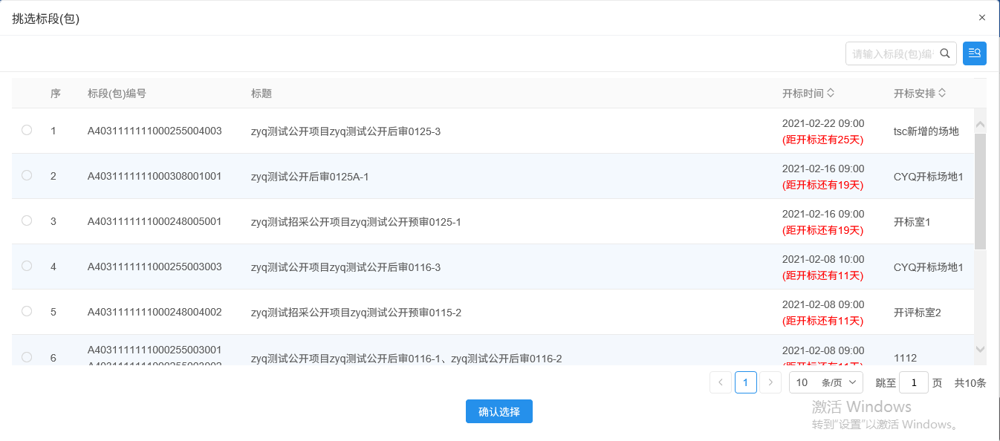 挑选标段(包)
×
请输入标段(包)编
序 标段(包)编号 标题 开标时间 开标安排
1 A4031111111000255004003 zyq测试公开项目zyq测试公开后审0125-3 2021-02-22 09:00 tsc新增的场地
(距开标还有25天)
2 A4031111111000308001001 zyq测试公开后审0125A-1 2021-02-16 09:00 CYQ开标场地1
(距开标还有19天)
3 A4031111111000248005001 zyq测试招采公开项目zyq测试公开预审0125-1 2021-02-16 09:00 开标室1
(距开标还有19天)
4 A4031111111000255003003 zyq测试公开项目zyq测试公开后审0116-3 2021-02-08 10:00 CYQ开标场地1
(距开标还有11天)
5 A4031111111000248004002 zyq测试招采公开项目zyq测试公开预审0115-2 2021-02-08 09:00 开评标室2
(距开标还有11天)
6 A4031111111000255003001 zyq测试公开项目zyq测试公开后审0116-1、zyq测试公开后审0116-2 2021-02-08 09:00 1112
A4031111111000255003002 (距开标还有11天)
1 10 条/页 跳至 1 页 共10条
确认选择
激活 Windows
转到“设置”以激活 Windows。